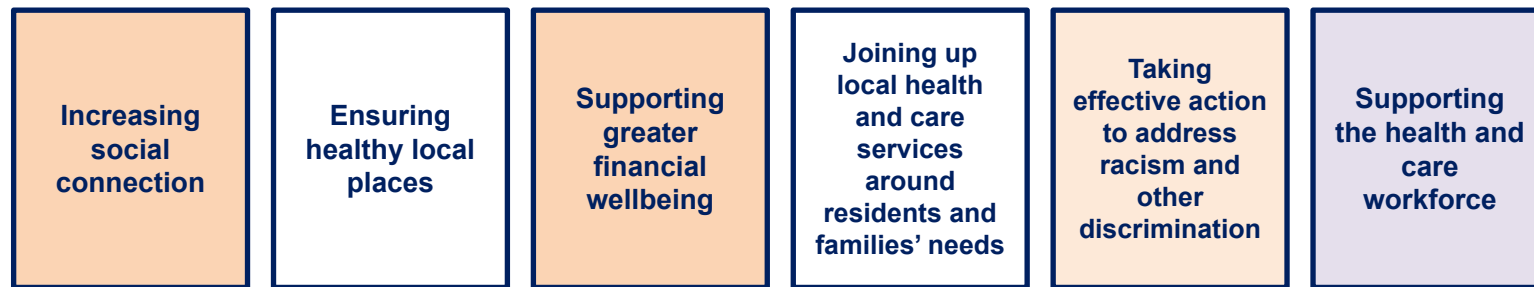 Increasing
social
connection
Ensuring
healthy local
places
Supporting
greater
financial
wellbeing
Joining up
local health
and care
services
around
residents and
families’ needs
Taking
effective action
to address
racism and
other
discrimination
Supporting
the health and
care
workforce